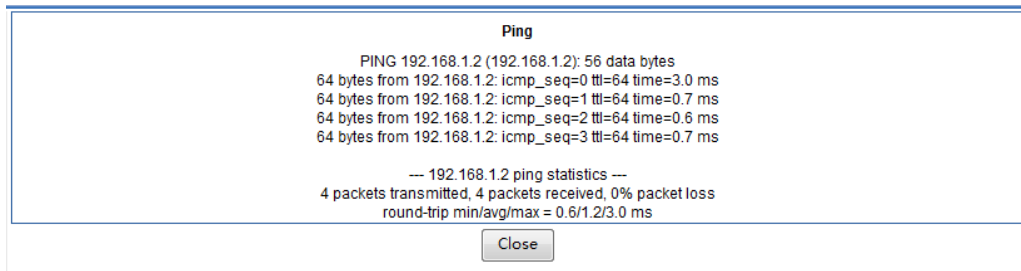 Ping
PING 192.168.1.2 (192.168.1.2): 56 data bytes
64 bytes from 192.168.1.2: icmp_seq=0 ttl=64 time=3.0 ms
64 bytes from 192.168.1.2: icmp_seq=1 ttl=64 time=0.7 ms
64 bytes from 192.168.1.2: icmp_seq=2 ttl=64 time=0.6 ms
64 bytes from 192.168.1.2: icmp_seq=3 ttl=64 time=0.7 ms
--- 192.168.1.2 ping statistics ---
4 packets transmitted, 4 packets received, 0% packet loss
round-trip min/avg/max = 0.6/1.2/3.0 ms
Close